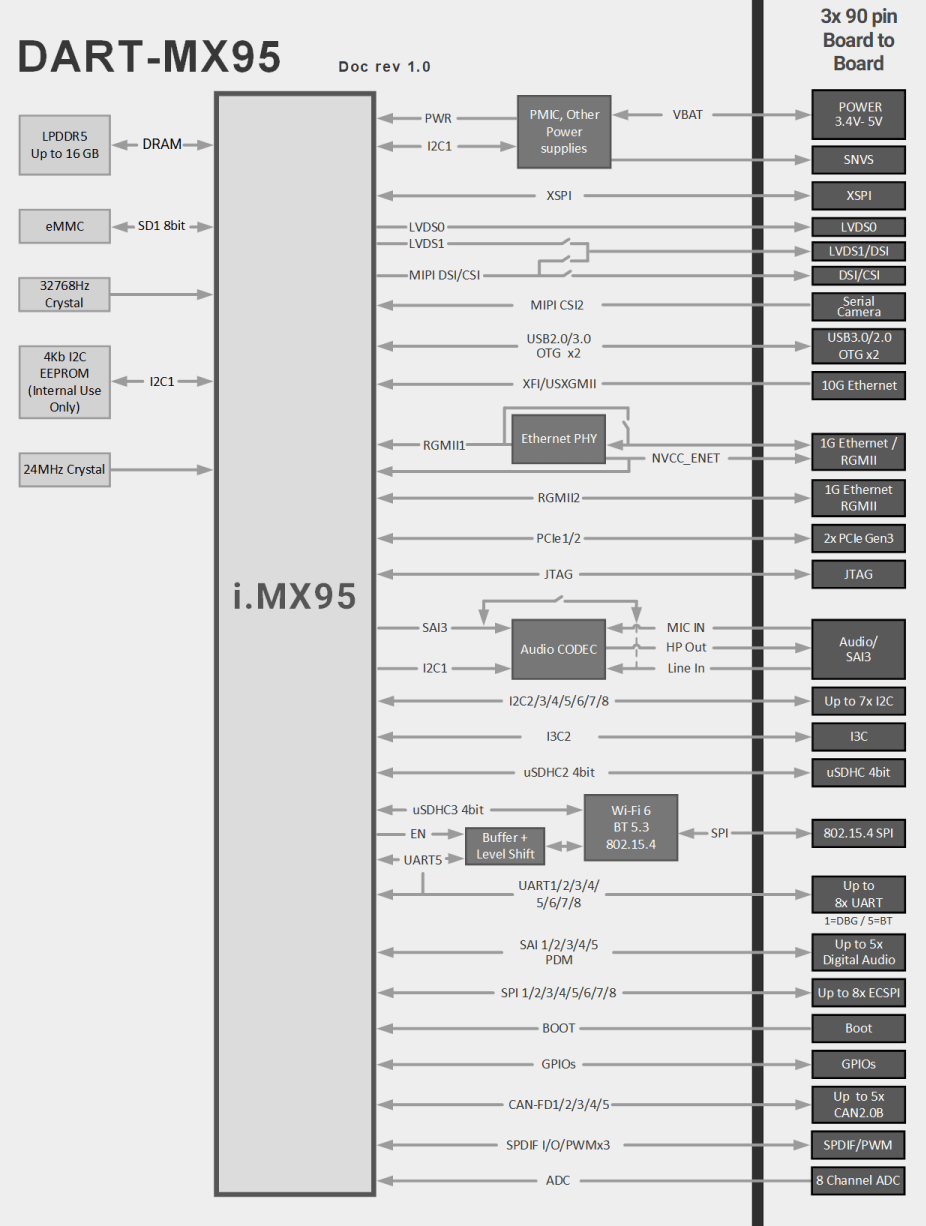 DART-MX95
Doc rev 1.0
3x 90 pin
Board to
Board
LPDDR5
Up to 16 GB
DRAM
eMMC
SD1 8bit
32768Hz
Crystal
4Kb I2C
EEPROM
(Internal Use
Only)
I2C1
24MHz Crystal
i.MX95
PWR
I2C1
PMIC, Other
Power
supplies
VBAT
POWER
3.4V- 5V
SNVS
XSPI
XSPI
LVDS0
LVDS0
LVDS1
LVDS1/DSI
MIPI DSI/CSI
DSI/CSI
MIPI CSI2
Serial
Camera
USB2.0/3.0
OTG x2
USB3.0/2.0
OTG x2
XFI/USXGMII
10G Ethernet
RGMII1
Ethernet PHY
NVCC_ENET
1G Ethernet /
RGMII
RGMII2
1G Ethernet
RGMII
PCIe1/2
2x PCIe Gen3
JTAG
JTAG
SAI3
I2C1
Audio CODEC
MIC IN
HP Out
Line In
Audio/
SAI3
I2C2/3/4/5/6/7/8
Up to 7x I2C
I3C2
I3C
uSDHC2 4bit
uSDHC 4bit
uSDHC3 4bit
EN
UART5
Buffer +
Level Shift
Wi-Fi 6
BT 5.3
802.15.4
SPI
802.15.4 SPI
UART1/2/3/4/
5/6/7/8
Up to
8x UART
1=DBG / 5=BT
SAI 1/2/3/4/5
PDM
Up to 5x
Digital Audio
SPI 1/2/3/4/5/6/7/8
Up to 8x ECSPI
BOOT
Boot
GPIOs
GPIOs
CAN-FD1/2/3/4/5
Up to 5x
CAN2.0B
SPDIF I/O/PWMx3
SPDIF/PWM
ADC
8 Channel ADC